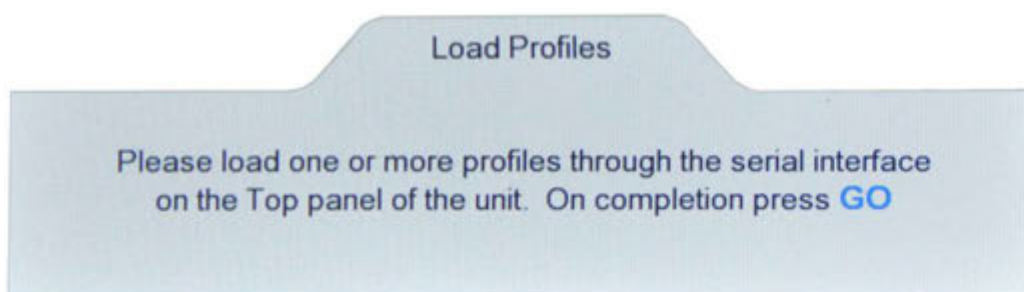 Load Profiles
Please load one or more profiles through the serial interface
on the Top panel of the unit. On completion press GO